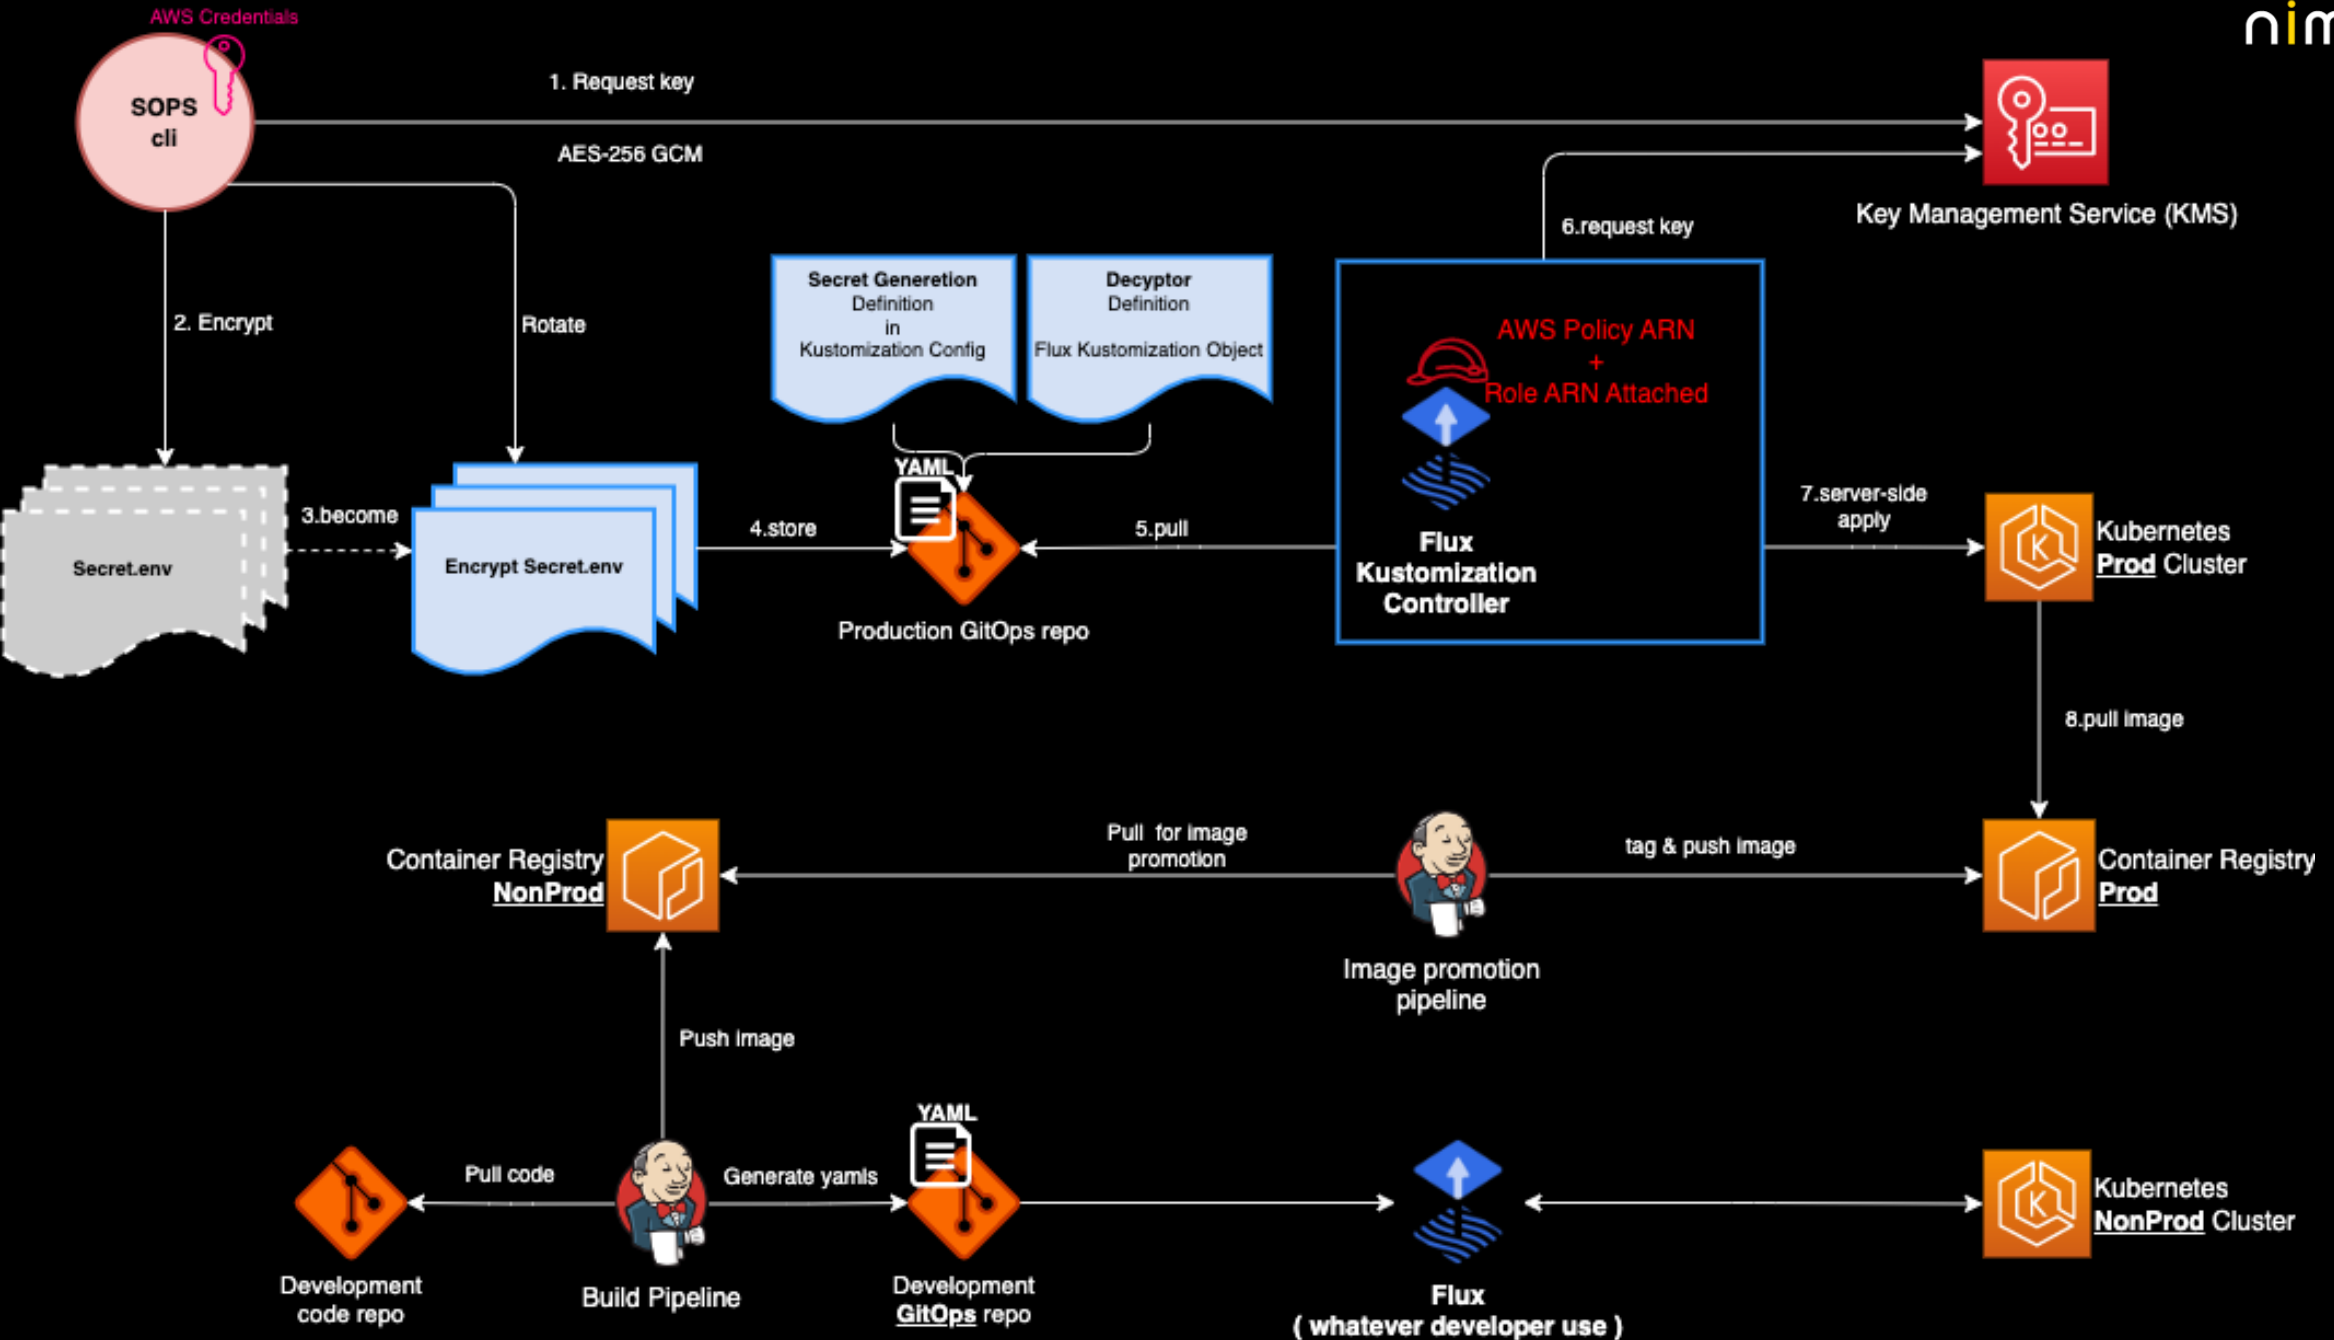 AWS Credentials
nim
SOPS
cli
1. Request key
AES-256 GCM
Key Management Service (KMS)
6.request key
2. Encrypt
Rotate
Secret Generetion
Definition
in
Kustomization Config
Decyptor
Definition
Flux Kustomization Object
AWS Policy ARN
+
Role ARN Attached
YAML
Secret.env
3.become
Encrypt Secret.env
4.store
5.pull
Production GitOps repo
Flux
Kustomization
Controller
7.server-side
apply
Kubernetes
Prod Cluster
8.pull image
Container Registry
NonProd
Pull for image
promotion
tag & push image
Container Registry
Prod
Image promotion
pipeline
Push image
YAML
Pull code
Generate yamls
Development
code repo
Build Pipeline
Development
GitOps repo
Flux
( whatever developer use )
Kubernetes
NonProd Cluster